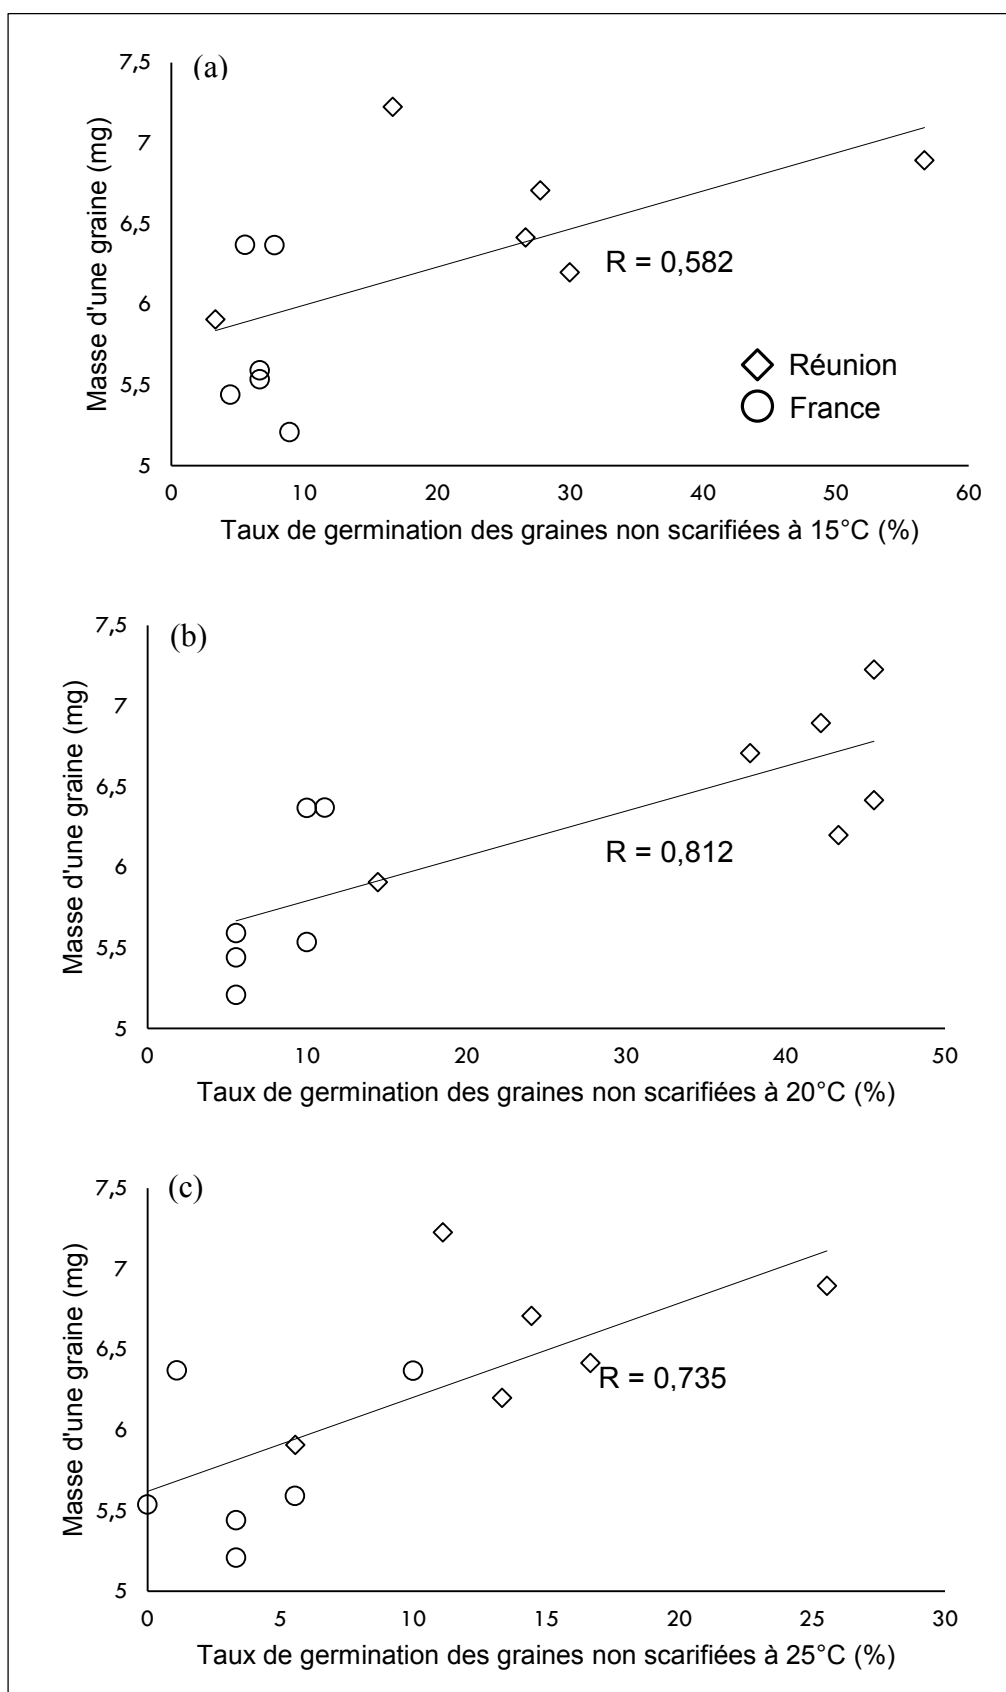 (a)
7,5
7
6,5
6
5,5
5
Masse d'une graine (mg)
R = 0,582
Réunion
France
0 10 20 30 40 50 60
Taux de germination des graines non scarifiées à 15°C (%)
(b)
7,5
7
6,5
6
5,5
5
Masse d'une graine (mg)
R = 0,812
0 10 20 30 40 50
Taux de germination des graines non scarifiées à 20°C (%)
(c)
7,5
7
6,5
6
5,5
5
Masse d'une graine (mg)
R = 0,735
0 5 10 15 20 25 30
Taux de germination des graines non scarifiées à 25°C (%)